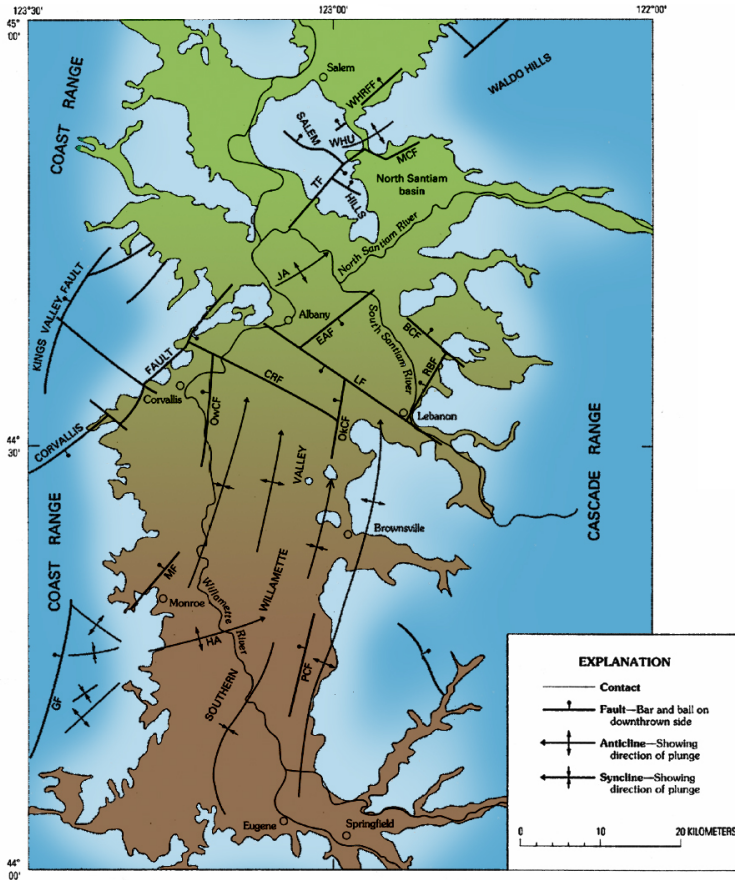 123°30'
123°00'
122°00'
45°
00'
Salem
WALDO HILLS
COAST RANGE
WHRFF
SALEM
WHU
MCF
North Santiam
basin
TF
HILLS
North Santiam River
JA
KINGS VALLEY FAULT
Albany
EAF
South Santiam River
BCF
FAULT
RBF
CRF
LF
Corvallis
OwCF
OkCF
Lebanon
CORVALLIS
44°
30'
VALLEY
CASCADE RANGE
Brownsville
COAST RANGE
MF
Monroe
Willamette River
WILLAMETTE
HA
GF
SOUTHERN
PCF
EXPLANATION
Contact
Fault—Bar and ball on
downthrown side
Anticline—Showing
direction of plunge
Syncline—Showing
direction of plunge
0 10 20 KILOMETERS
Eugene
Springfield
44°
00'